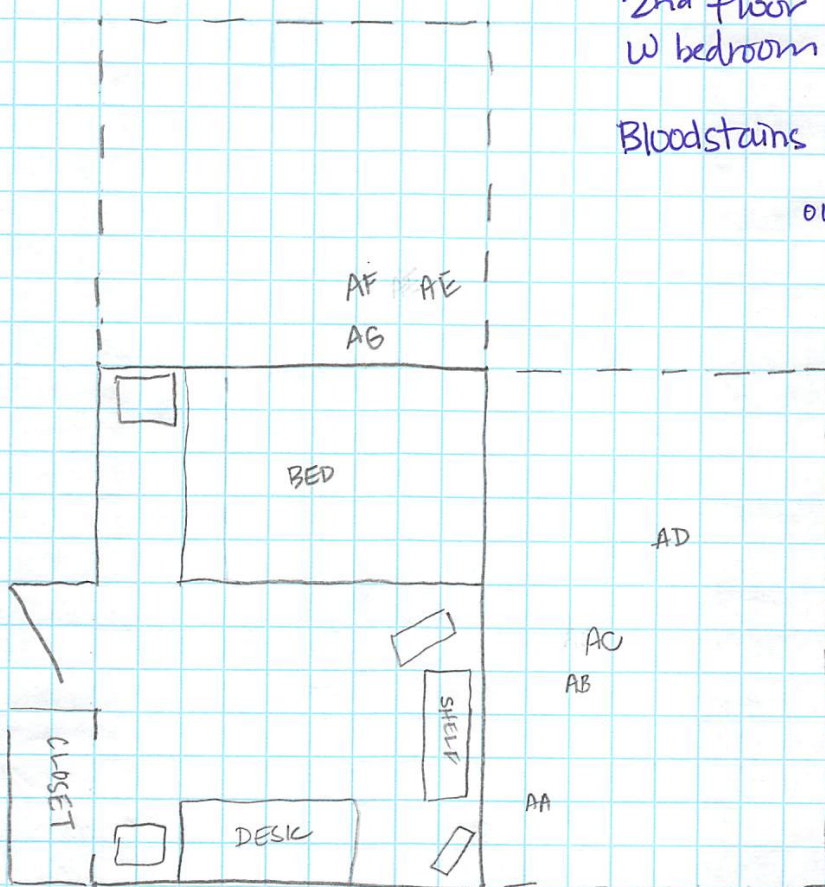 2nd Floor
W bedroom
Bloodstains
AF AE
AG
BED
AD
AC
AB
SHELF
CLOSET
AA
DESK